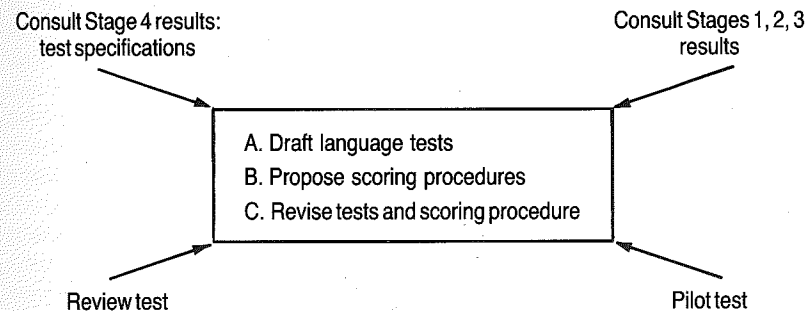 Consult Stage 4 results:
test specifications
Consult Stages 1, 2, 3
results
A. Draft language tests
B. Propose scoring procedures
C. Revise tests and scoring procedure
Review test
Pilot test